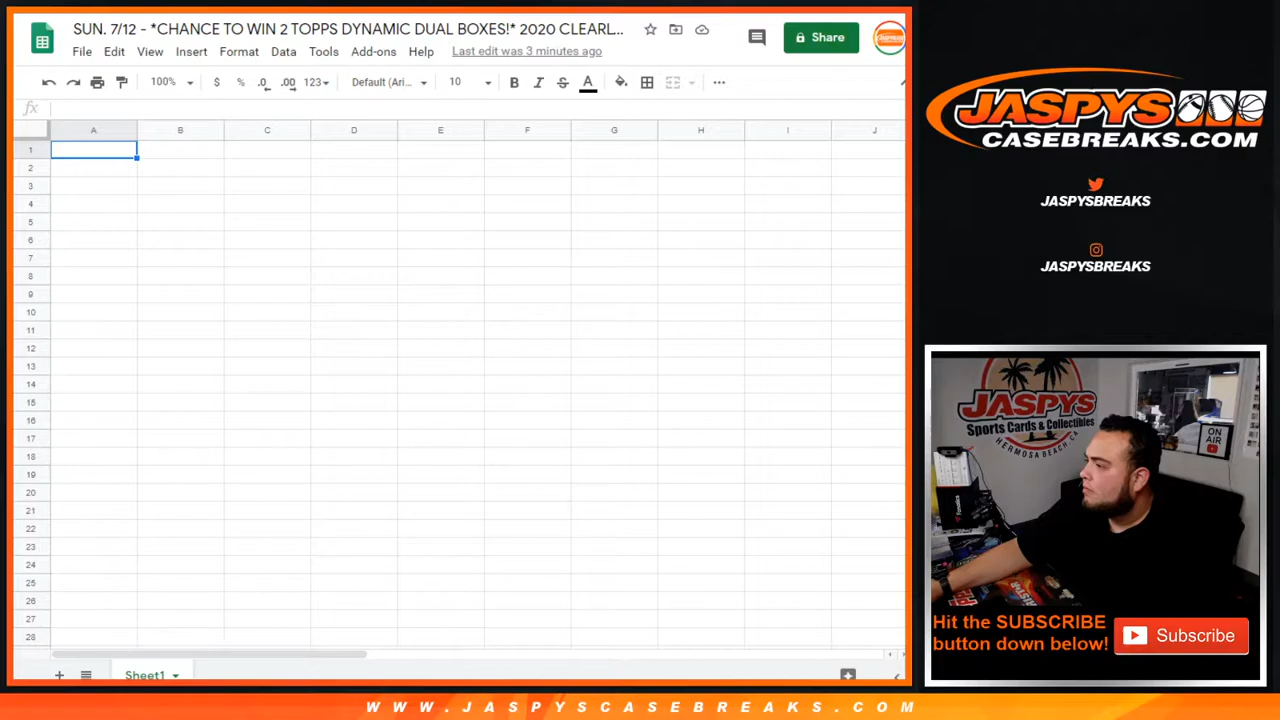 SUN. 7/12 - *CHANCE TO WIN 2 TOPPS DYNAMIC DUAL BOXES!* 2020 CLEARL...
File Edit View Insert Format Data Tools Add-ons Help Last edit was 3 minutes ago
Share
100% $ % .0 .00 123 Default (Ari... 10 B I S A
fx
A B C D E F G H I J
1
2
3
4
5
6
7
8
9
10
11
12
13
14
15
16
17
18
19
20
21
22
23
24
25
26
27
28
Sheet1
JASPYS
CASEBREAKS.COM
JASPYSBREAKS
JASPYSBREAKS
JASPYS
Sports Cards & Collectibles
HERMOSA BEACH, CA
ON
AIR
Fanatics
Hit the SUBSCRIBE
button down below!
Subscribe
WWW.JASPYSCASEBREAKS.COM